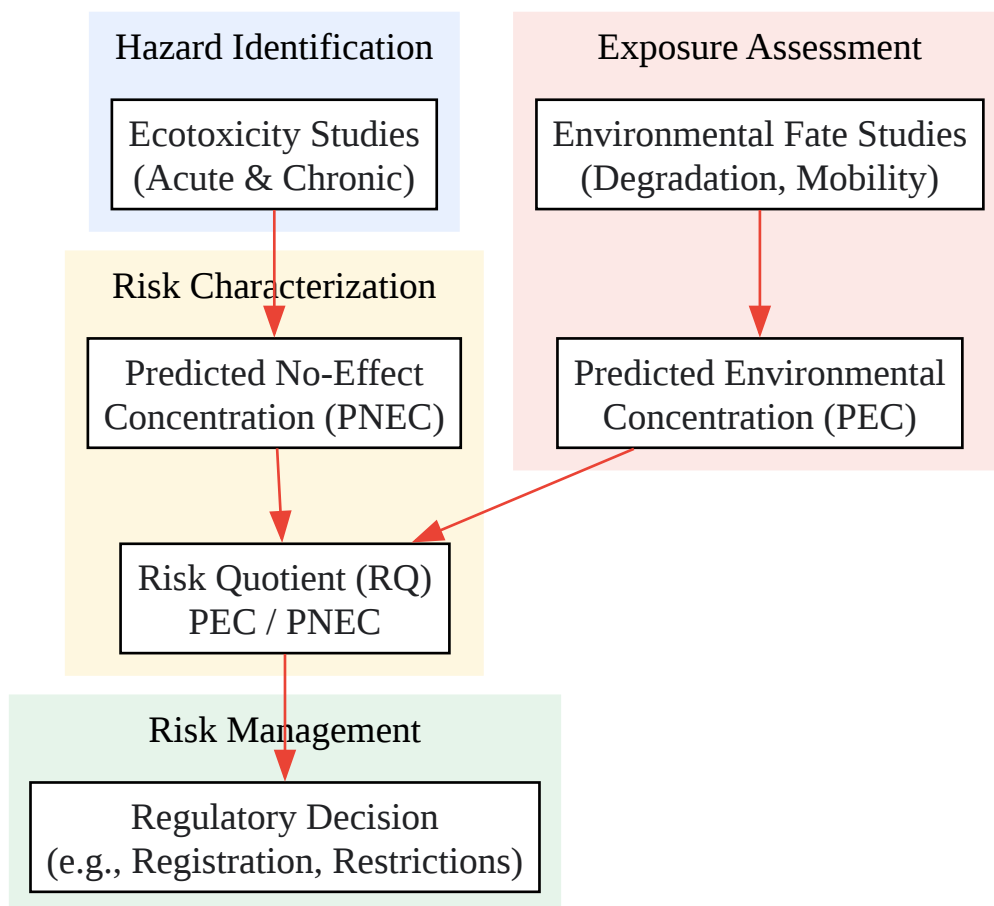 Hazard Identification
Ecotoxicity Studies
(Acute & Chronic)
Exposure Assessment
Environmental Fate Studies
(Degradation, Mobility)
Risk Characterization
Predicted No-Effect
Concentration (PNEC)
Predicted Environmental
Concentration (PEC)
Risk Quotient (RQ)
PEC / PNEC
Risk Management
Regulatory Decision
(e.g., Registration, Restrictions)